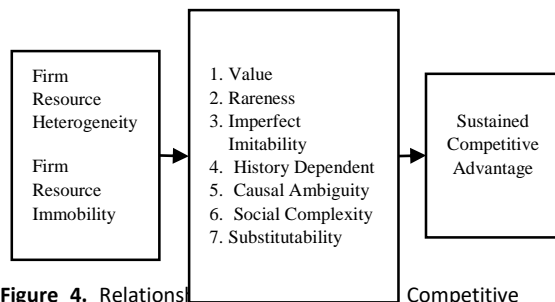 Firm
Resource
Heterogeneity
Firm
Resource
Immobility
1. Value
2. Rareness
3. Imperfect
Imitability
4. History Dependent
5. Causal Ambiguity
6. Social Complexity
7. Substitutability
Sustained
Competitive
Advantage
Figure 4. Competitive